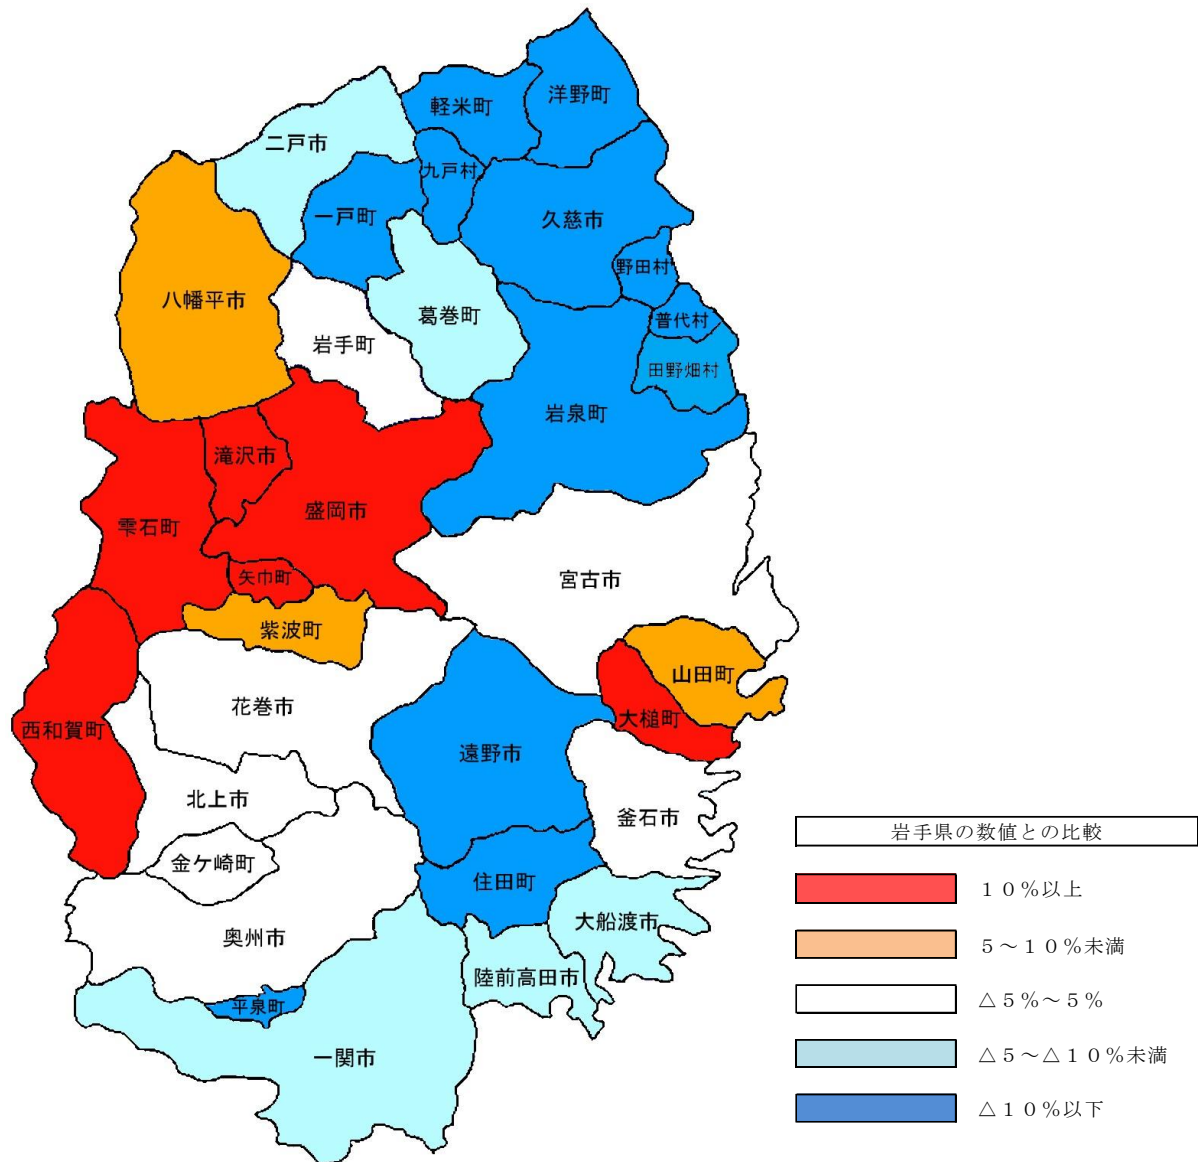 洋野町
軽米町
二戸市
九戸村
一戸町
久慈市
野田村
八幡平市
葛巻町
普代村
岩手町
田野畑村
岩泉町
滝沢市
盛岡市
雫石町
矢巾町
宮古市
紫波町
山田町
花巻市
大槌町
西和賀町
遠野市
北上市
釜石市
岩手県の数値との比較
金ケ崎町
住田町
10%以上
大船渡市
奥州市
5～10%未満
陸前高田市
平泉町
△5%～5%
一関市
△5～△10%未満
△10%以下